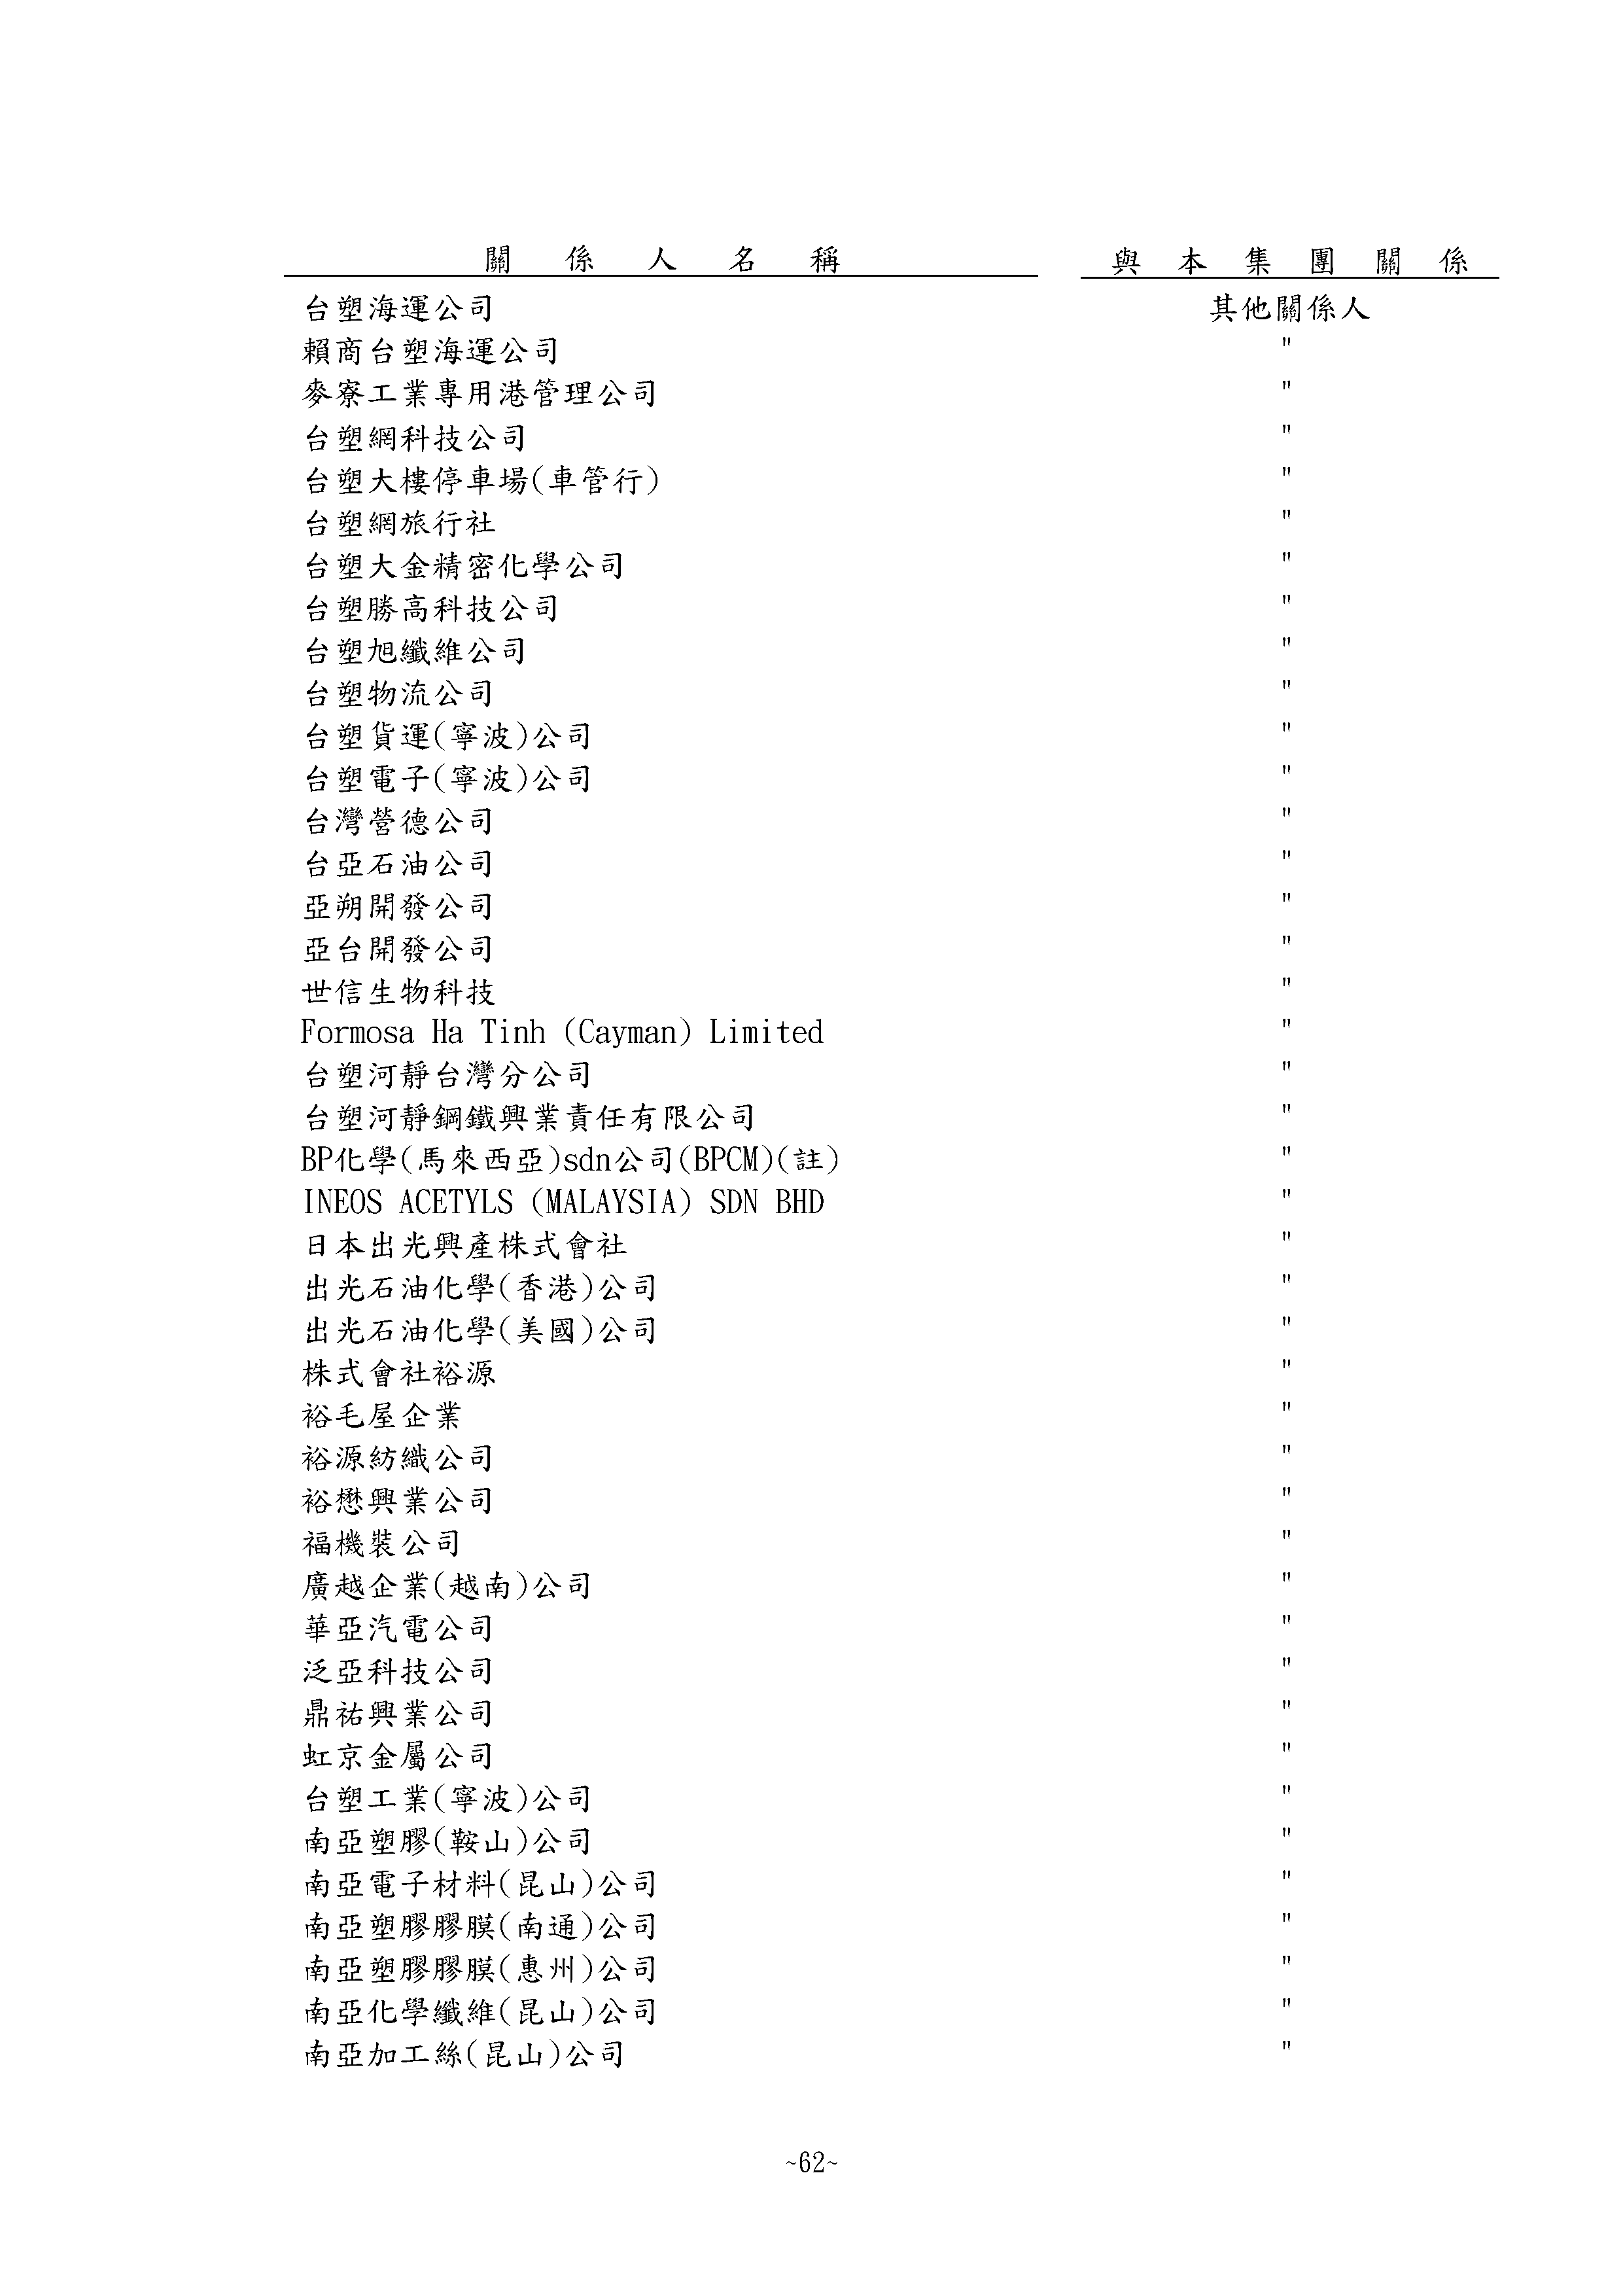 關係人名稱 與本集團關係
台塑海運公司 其他關係人
賴商台塑海運公司 "
麥寮工業專用港管理公司 "
台塑網科技公司 "
台塑大樓停車場(車管行) "
台塑網旅行社 "
台塑大金精密化學公司 "
台塑勝高科技公司 "
台塑旭纖維公司 "
台塑物流公司 "
台塑貨運(寧波)公司 "
台塑電子(寧波)公司 "
台灣營德公司 "
台亞石油公司 "
亞朔開發公司 "
亞台開發公司 "
世信生物科技 "
Formosa Ha Tinh (Cayman) Limited "
台塑河靜台灣分公司 "
台塑河靜鋼鐵興業責任有限公司 "
BP化學(馬來西亞)sdn公司(BPCM)(註) "
INEOS ACETYLS (MALAYSIA) SDN BHD "
日本出光興產株式會社 "
出光石油化學(香港)公司 "
出光石油化學(美國)公司 "
株式會社裕源 "
裕毛屋企業 "
裕源紡織公司 "
裕懋興業公司 "
福機裝公司 "
廣越企業(越南)公司 "
華亞汽電公司 "
泛亞科技公司 "
鼎祐興業公司 "
虹京金屬公司 "
台塑工業(寧波)公司 "
南亞塑膠(鞍山)公司 "
南亞電子材料(昆山)公司 "
南亞塑膠膠膜(南通)公司 "
南亞塑膠膠膜(惠州)公司 "
南亞化學纖維(昆山)公司 "
南亞加工絲(昆山)公司 "
~62~